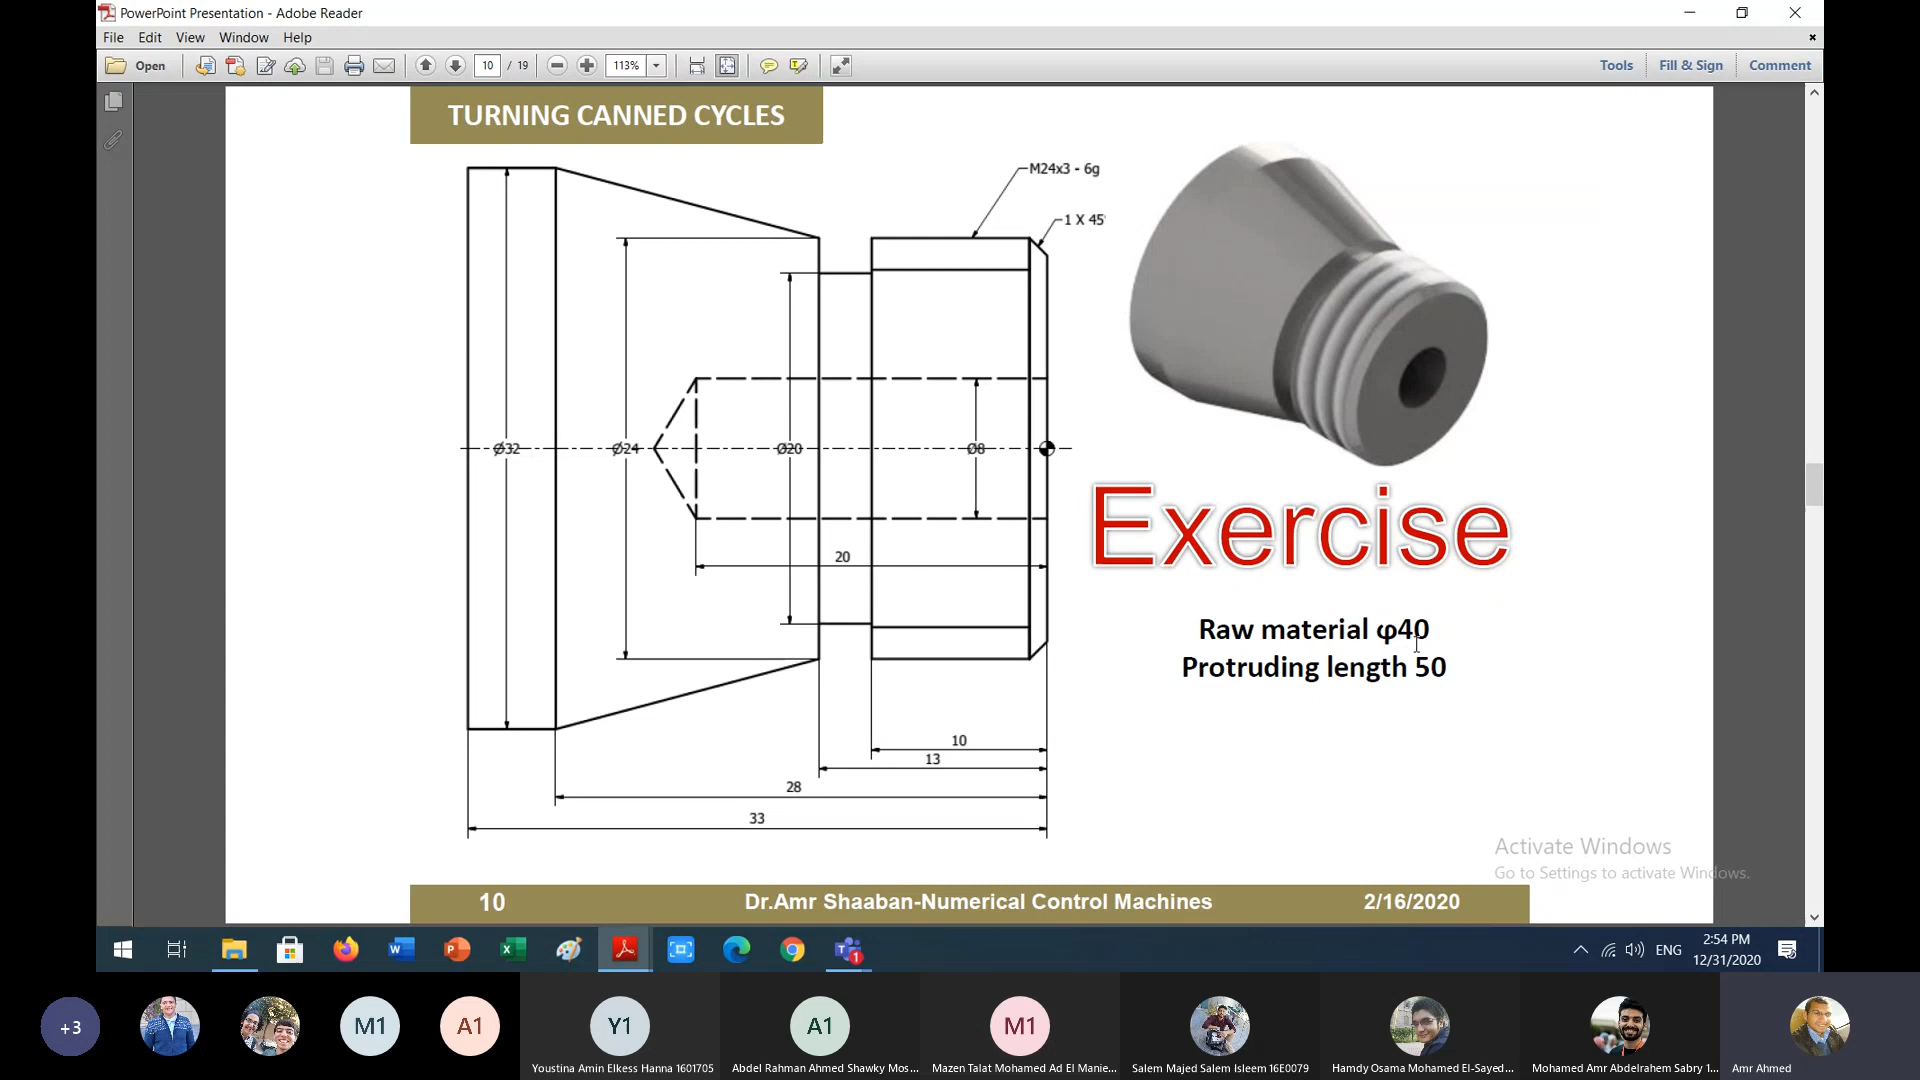 PowerPoint Presentation - Adobe Reader
File Edit View Window Help
Open 10 / 19 113% Tools Fill & Sign Comment
TURNING CANNED CYCLES
M24x3 - 6g
1 X 45°
Ø32 Ø24 Ø20 Ø8
Exercise
20
Raw material φ40
Protruding length 50
10
13
28
33
Activate Windows
Go to Settings to activate Windows.
10 Dr.Amr Shaaban-Numerical Control Machines 2/16/2020
2:54 PM
ENG
12/31/2020
1
+3 M1 A1 Y1 A1 M1
Youstina Amin Elkess Hanna 1601705 Abdel Rahman Ahmed Shawky Mos... Mazen Talat Mohamed Ad El Manie... Salem Majed Salem Isleem 16E0079 Hamdy Osama Mohamed El-Sayed... Mohamed Amr Abdelrahem Sabry 1... Amr Ahmed